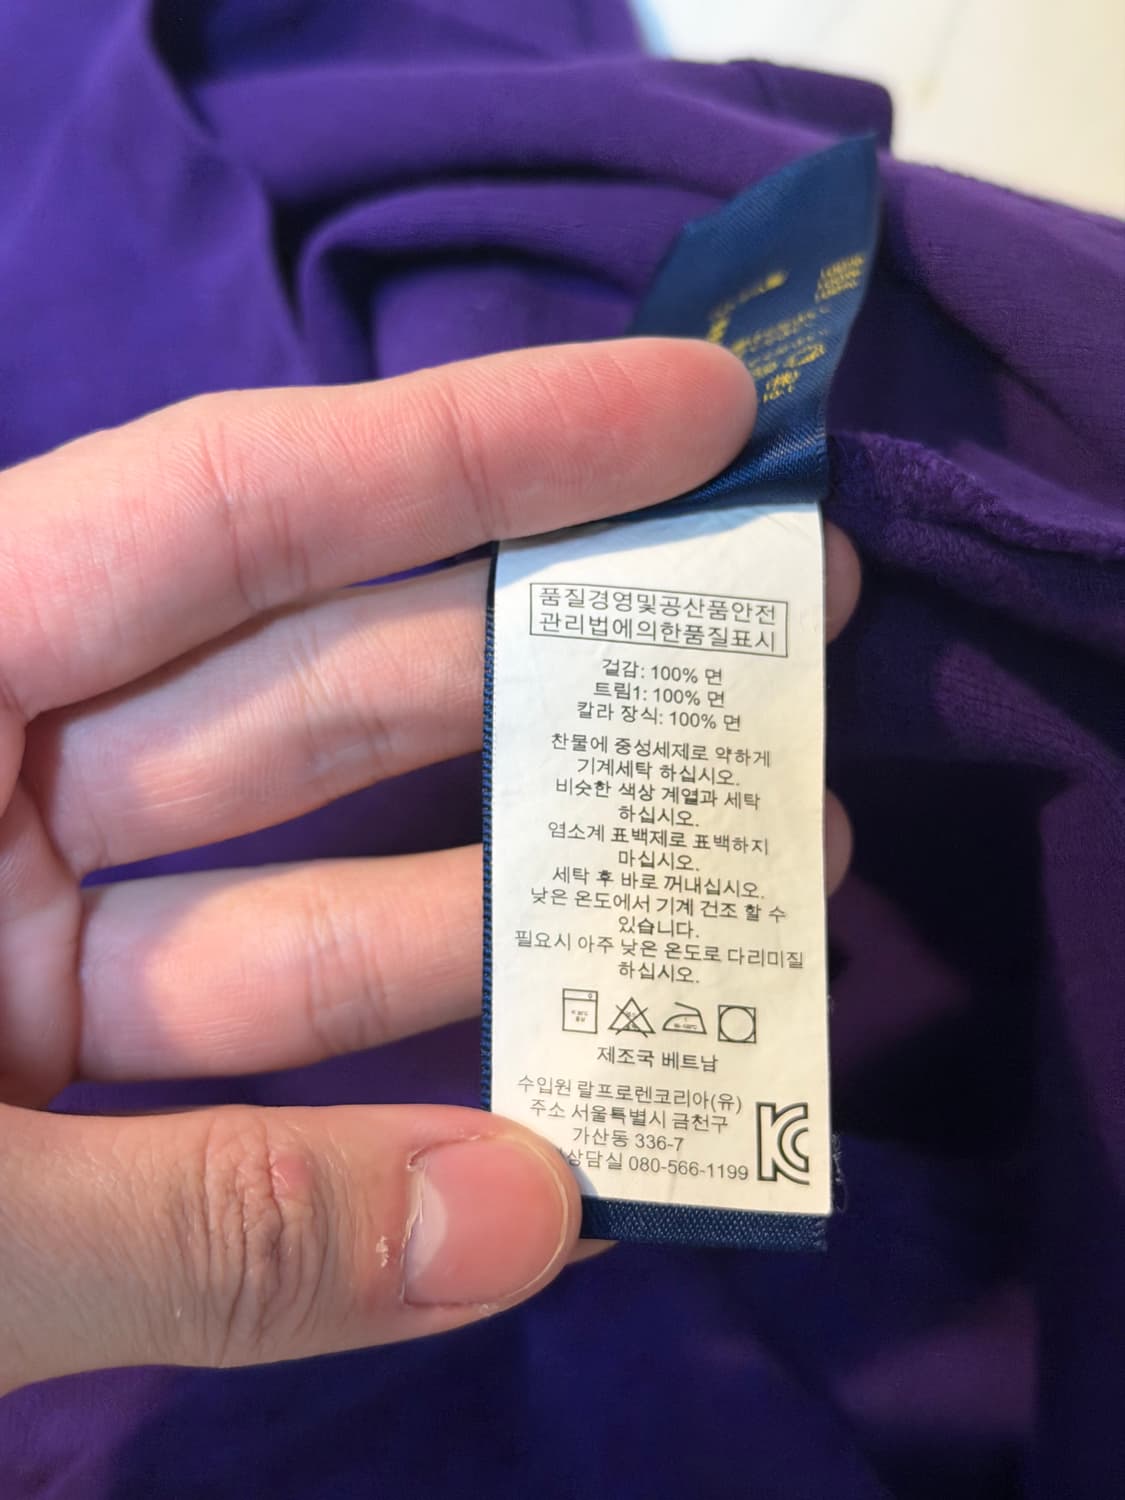 품질경영및공산품안전
관리법에의한품질표시
겉감: 100% 면
트림1: 100% 면
칼라 장식: 100% 면
찬물에 중성세제로 약하게
기계세탁 하십시오.
비슷한 색상 계열과 세탁
하십시오.
염소계 표백제로 표백하지
마십시오.
세탁 후 바로 꺼내십시오.
낮은 온도에서 기계 건조 할 수
있습니다.
필요시 아주 낮은 온도로 다리미질
하십시오.
제조국 베트남
수입원 랄프로렌코리아(유)
주소 서울특별시 금천구
가산동 336-7
상담실 080-566-1199
KC